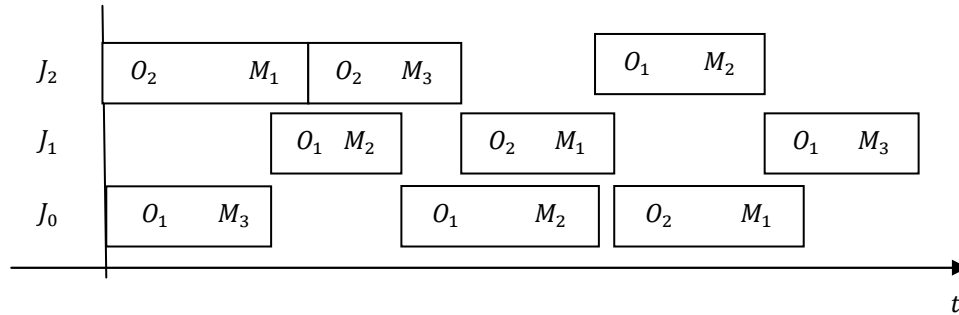 J₂ O₂ M₁ O₂ M₃ O₁ M₂
J₁ O₁ M₂ O₂ M₁ O₁ M₃
J₀ O₁ M₃ O₁ M₂ O₂ M₁
t